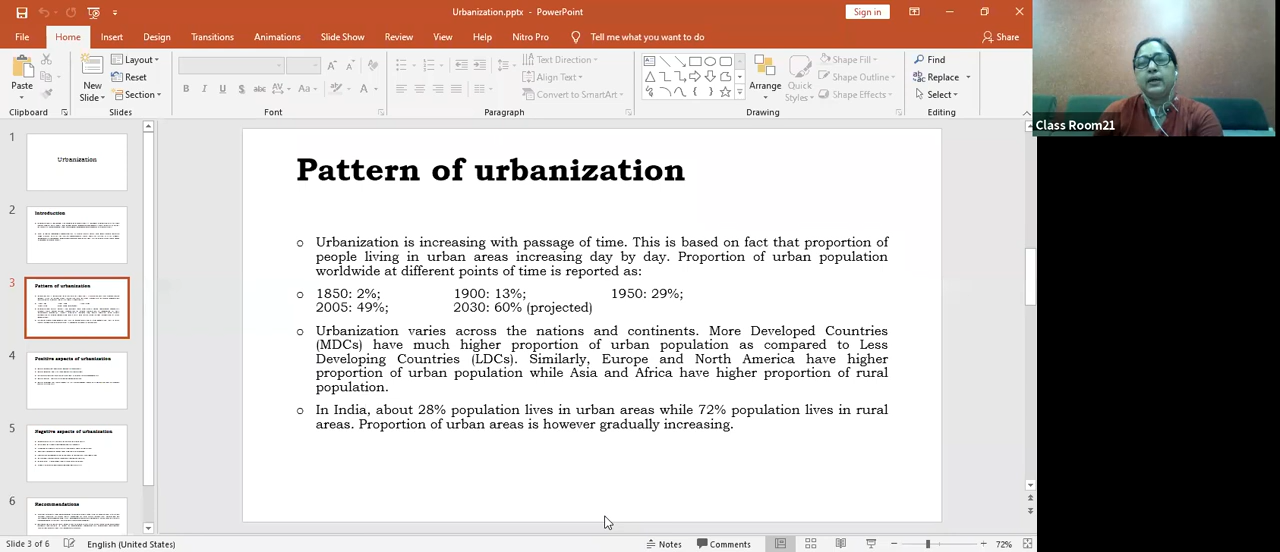 Urbanization.pptx - PowerPoint
Sign in
File Home Insert Design Transitions Animations Slide Show Review View Help Nitro Pro Tell me what you want to do Share
Paste
New
Slide
Layout
Reset
Section
B I U S abc AV Aa A
Text Direction
Align Text
Convert to SmartArt
Arrange
Quick
Styles
Shape Fill
Shape Outline
Shape Effects
Find
Replace
Select
Clipboard Slides Font Paragraph Drawing Editing
Class Room21
1
Urbanization
2
Introduction
3
Pattern of urbanization
4
Positive aspects of urbanization
5
Negative aspects of urbanization
6
Recommendations
Pattern of urbanization
Urbanization is increasing with passage of time. This is based on fact that proportion of
people living in urban areas increasing day by day. Proportion of urban population
worldwide at different points of time is reported as:
1850: 2%; 1900: 13%; 1950: 29%;
2005: 49%; 2030: 60% (projected)
Urbanization varies across the nations and continents. More Developed Countries
(MDCs) have much higher proportion of urban population as compared to Less
Developing Countries (LDCs). Similarly, Europe and North America have higher
proportion of urban population while Asia and Africa have higher proportion of rural
population.
In India, about 28% population lives in urban areas while 72% population lives in rural
areas. Proportion of urban areas is however gradually increasing.
Slide 3 of 6 English (United States) Notes Comments 72%